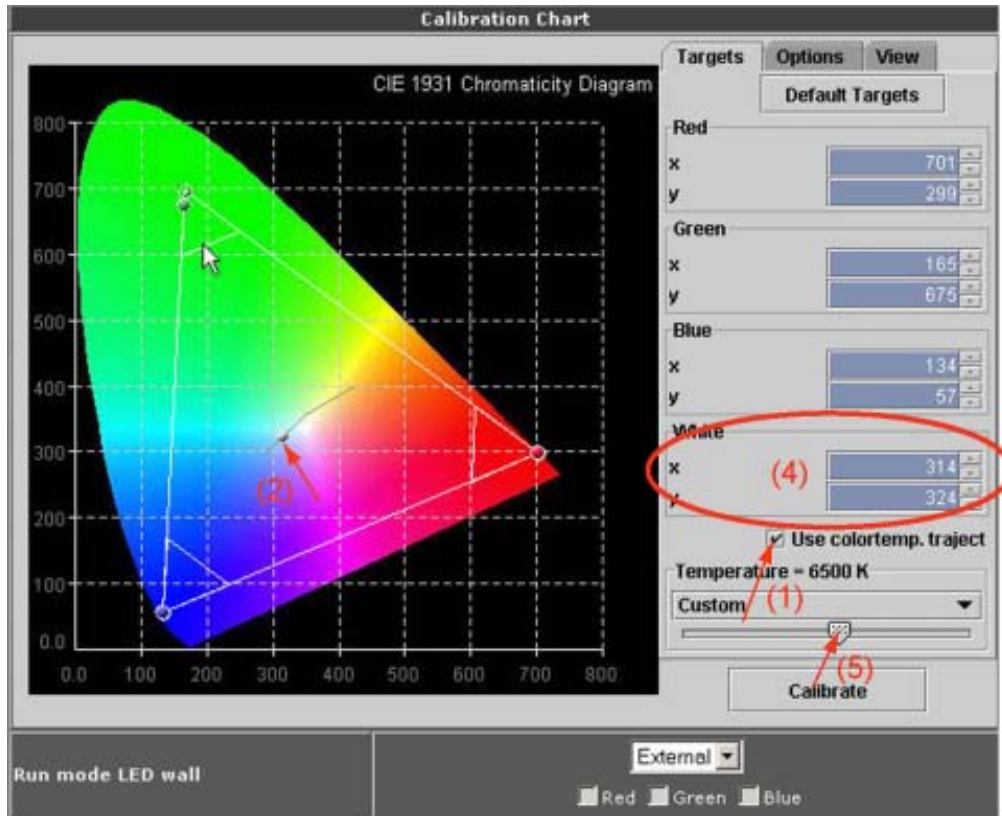 Calibration Chart
CIE 1931 Chromaticity Diagram
800
700
600
500
400
300
200
100
0.0
0.0 100 200 300 400 500 600 700 800
(2)
Targets Options View
Default Targets
Red
x 701
y 299
Green
x 165
y 675
Blue
x 134
y 57
White
x 314
y 324
(4)
Use colortemp. traject
Temperature = 6500 K
Custom
(1)
(5)
Calibrate
Run mode LED wall
External
Red Green Blue